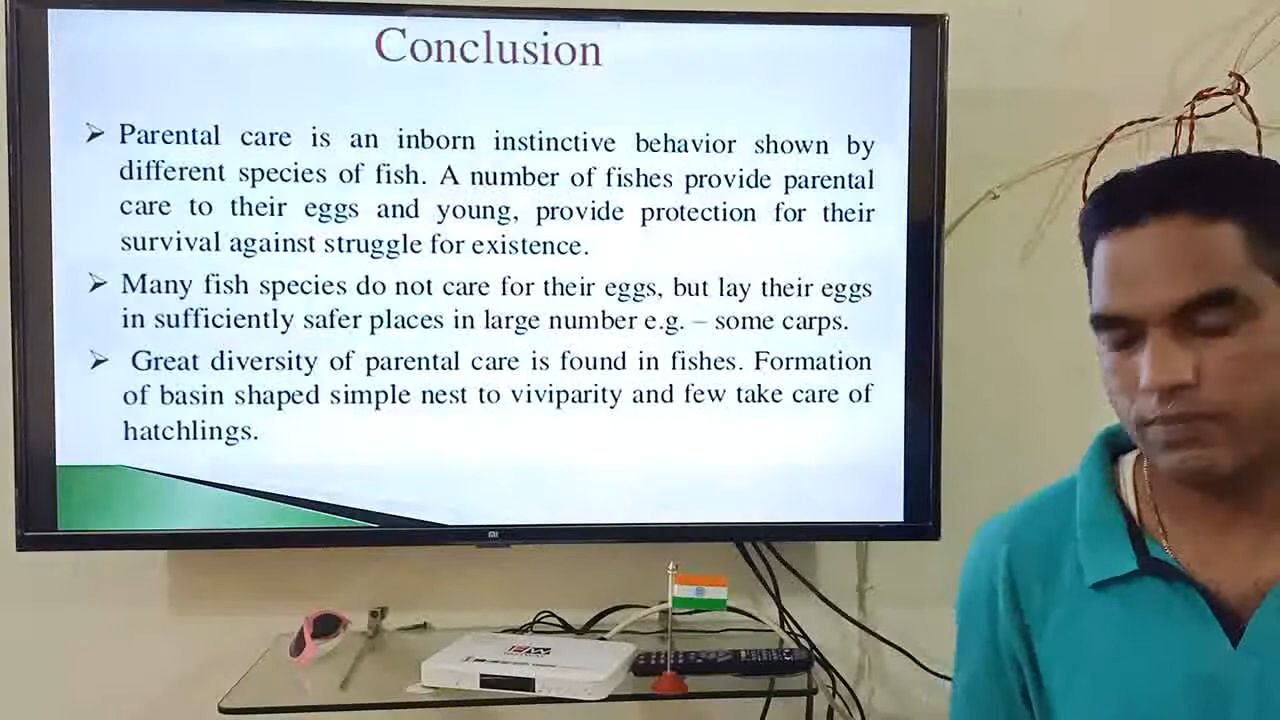 Conclusion
➢ Parental care is an inborn instinctive behavior shown by
different species of fish. A number of fishes provide parental
care to their eggs and young, provide protection for their
survival against struggle for existence.
➢ Many fish species do not care for their eggs, but lay their eggs
in sufficiently safer places in large number e.g. – some carps.
➢ Great diversity of parental care is found in fishes. Formation
of basin shaped simple nest to viviparity and few take care of
hatchlings.
mi